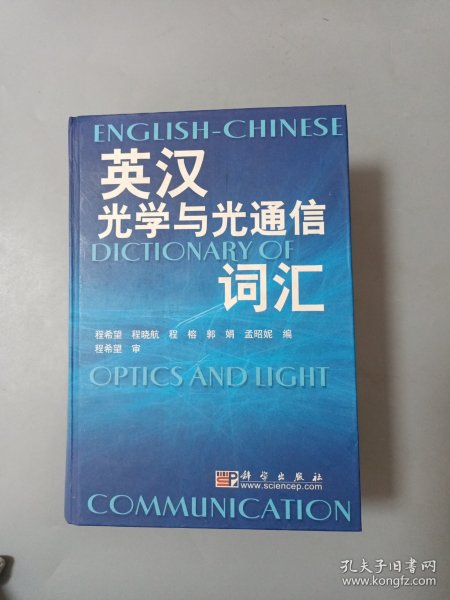 ENGLISH-CHINESE
英汉
光学与光通信
DICTIONARY OF
词汇
程希望 程晓航 程 榕 郭 娟 孟昭妮 编
程希望 审
OPTICS AND LIGHT
科学出版社
www.sciencep.com
COMMUNICATION
孔夫子旧书网
www.kongfz.com